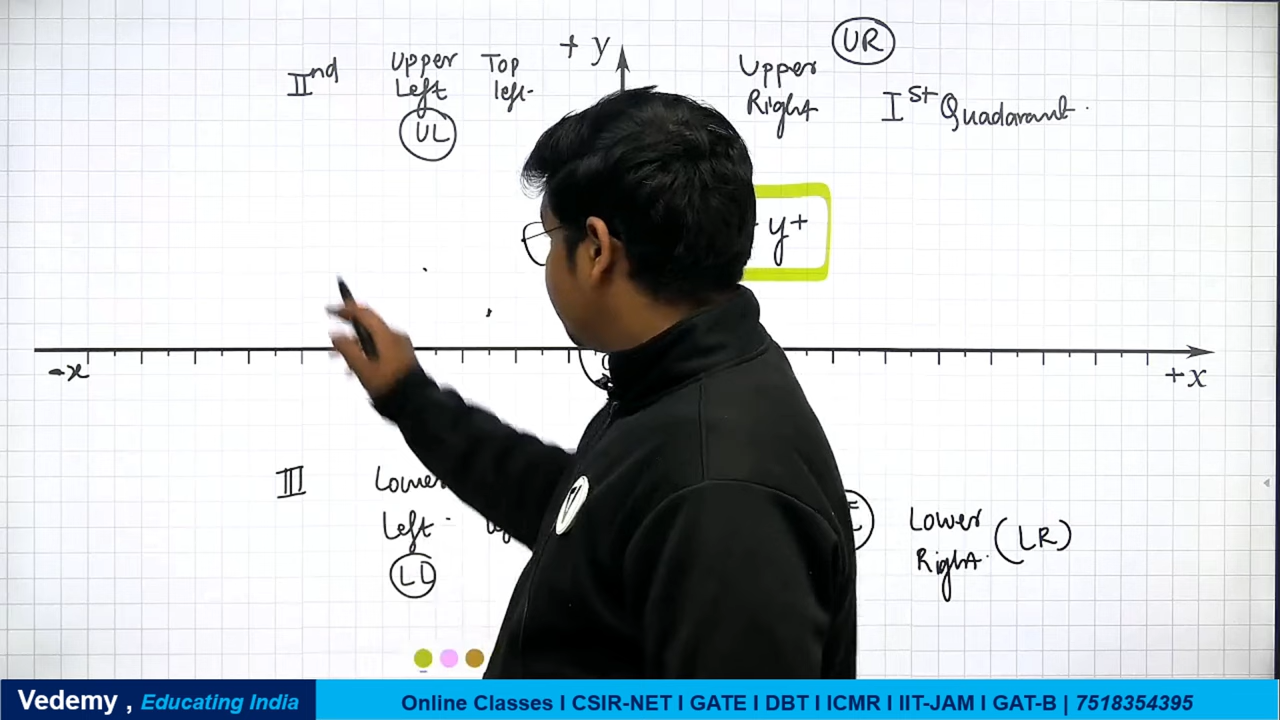 + y
UR
IInd
Upper
Left
Top
left
UL
Upper
Right
Ist Quadarant
y+
-x
+x
III
Lower
Left
LL
Lower
Right
(LR)
Vedemy , Educating India
Online Classes I CSIR-NET I GATE I DBT I ICMR I IIT-JAM I GAT-B | 7518354395